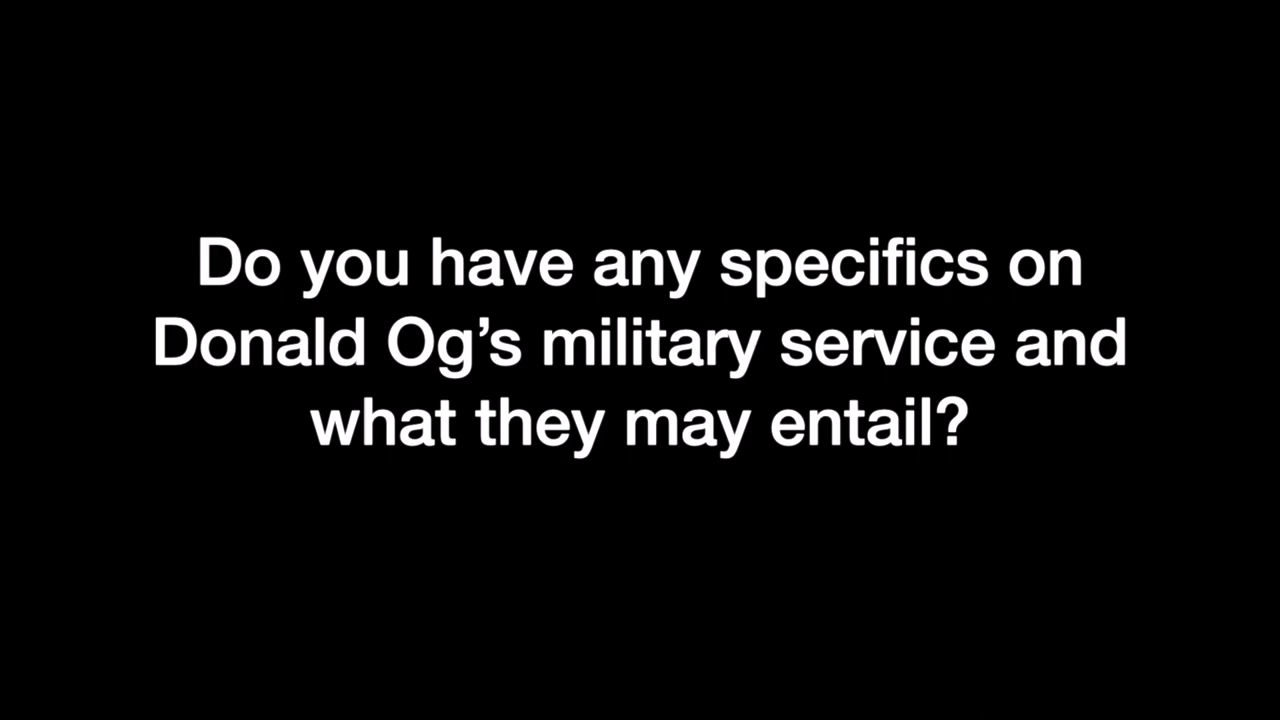 Do you have any specifics on
Donald Og’s military service and
what they may entail?